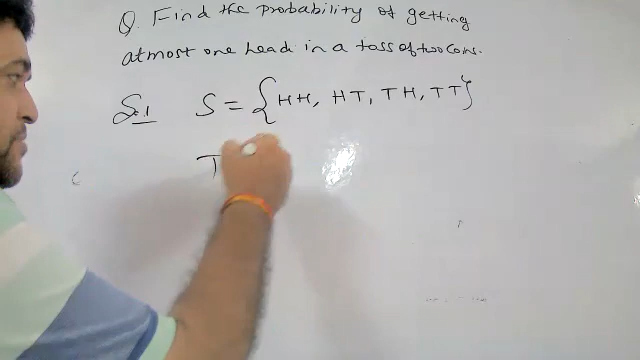 Q. Find the probability of getting
atmost one head in a toss of two coins.
Sol S = {HH, HT, TH, TT}
T